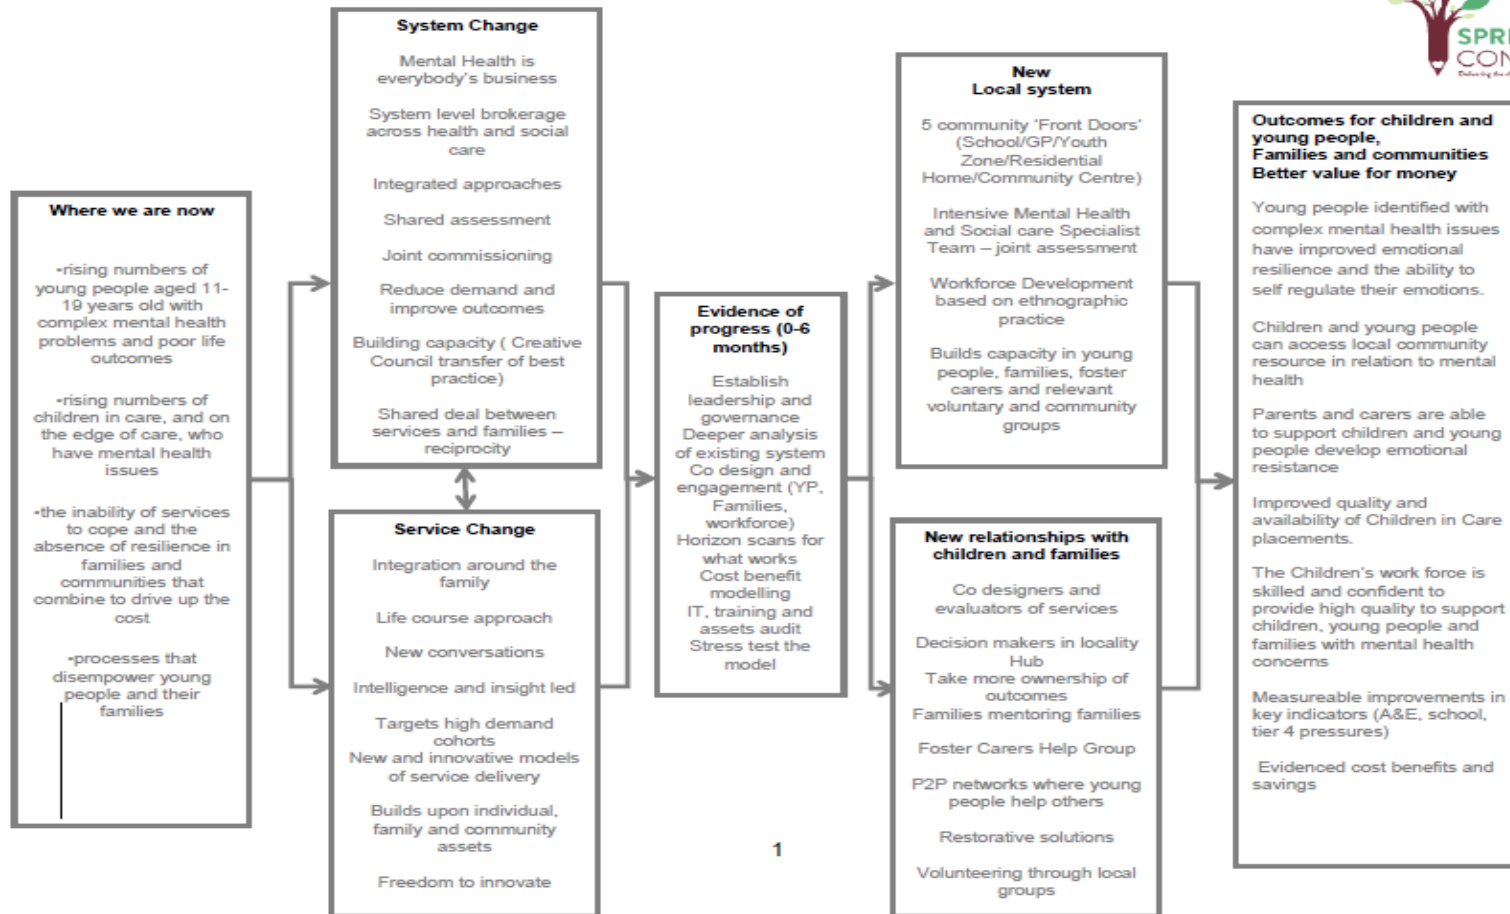 Where we are now
-rising numbers of
young people aged 11-
19 years old with
complex mental health
problems and poor life
outcomes
-rising numbers of
children in care, and on
the edge of care, who
have mental health
issues
-the inability of services
to cope and the
absence of resilience in
families and
communities that
combine to drive up the
cost
-processes that
disempower young
people and their
families
System Change
Mental Health is
everybody's business
System level brokerage
across health and social
care
Integrated approaches
Shared assessment
Joint commissioning
Reduce demand and
improve outcomes
Building capacity ( Creative
Council transfer of best
practice)
Shared deal between
services and families –
reciprocity
Service Change
Integration around the
family
Life course approach
New conversations
Intelligence and insight led
Targets high demand
cohorts
New and innovative models
of service delivery
Builds upon individual,
family and community
assets
Freedom to innovate
Evidence of
progress (0-6
months)
Establish
leadership and
governance
Deeper analysis
of existing system
Co design and
engagement (YP,
Families,
workforce)
Horizon scans for
what works
Cost benefit
modelling
IT, training and
assets audit
Stress test the
model
New
Local system
5 community 'Front Doors'
(School/GP/Youth
Zone/Residential
Home/Community Centre)
Intensive Mental Health
and Social care Specialist
Team – joint assessment
Workforce Development
based on ethnographic
practice
Builds capacity in young
people, families, foster
carers and relevant
voluntary and community
groups
New relationships with
children and families
Co designers and
evaluators of services
Decision makers in locality
Hub
Take more ownership of
outcomes
Families mentoring families
Foster Carers Help Group
P2P networks where young
people help others
Restorative solutions
Volunteering through local
groups
SPRI
CON
Delivering the
Outcomes for children and
young people,
Families and communities
Better value for money
Young people identified with
complex mental health issues
have improved emotional
resilience and the ability to
self regulate their emotions.
Children and young people
can access local community
resource in relation to mental
health
Parents and carers are able
to support children and young
people develop emotional
resistance
Improved quality and
availability of Children in Care
placements.
The Children's work force is
skilled and confident to
provide high quality to support
children, young people and
families with mental health
concerns
Measureable improvements in
key indicators (A&E, school,
tier 4 pressures)
Evidenced cost benefits and
savings
1